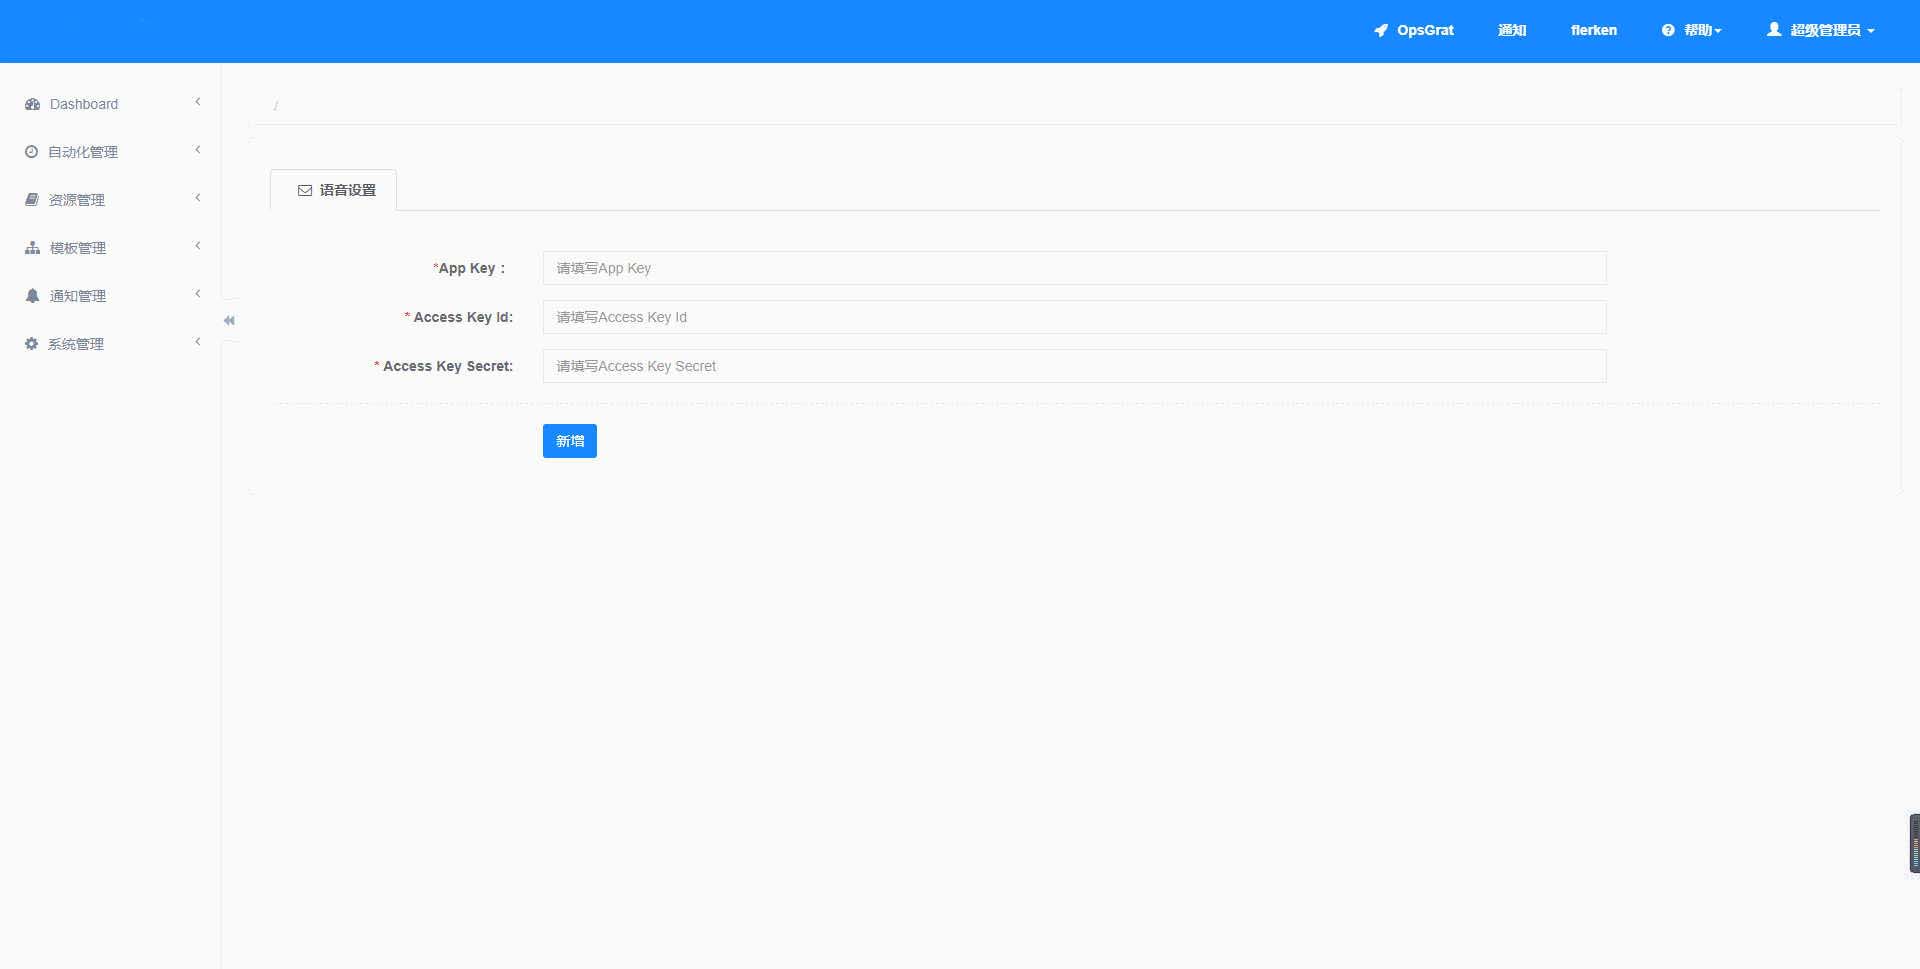 OpsGrat 通知 flerken 帮助 超级管理员
Dashboard
自动化管理
资源管理
模板管理
通知管理
系统管理
/
语音设置
*App Key： 请填写App Key
* Access Key Id: 请填写Access Key Id
* Access Key Secret: 请填写Access Key Secret
新增